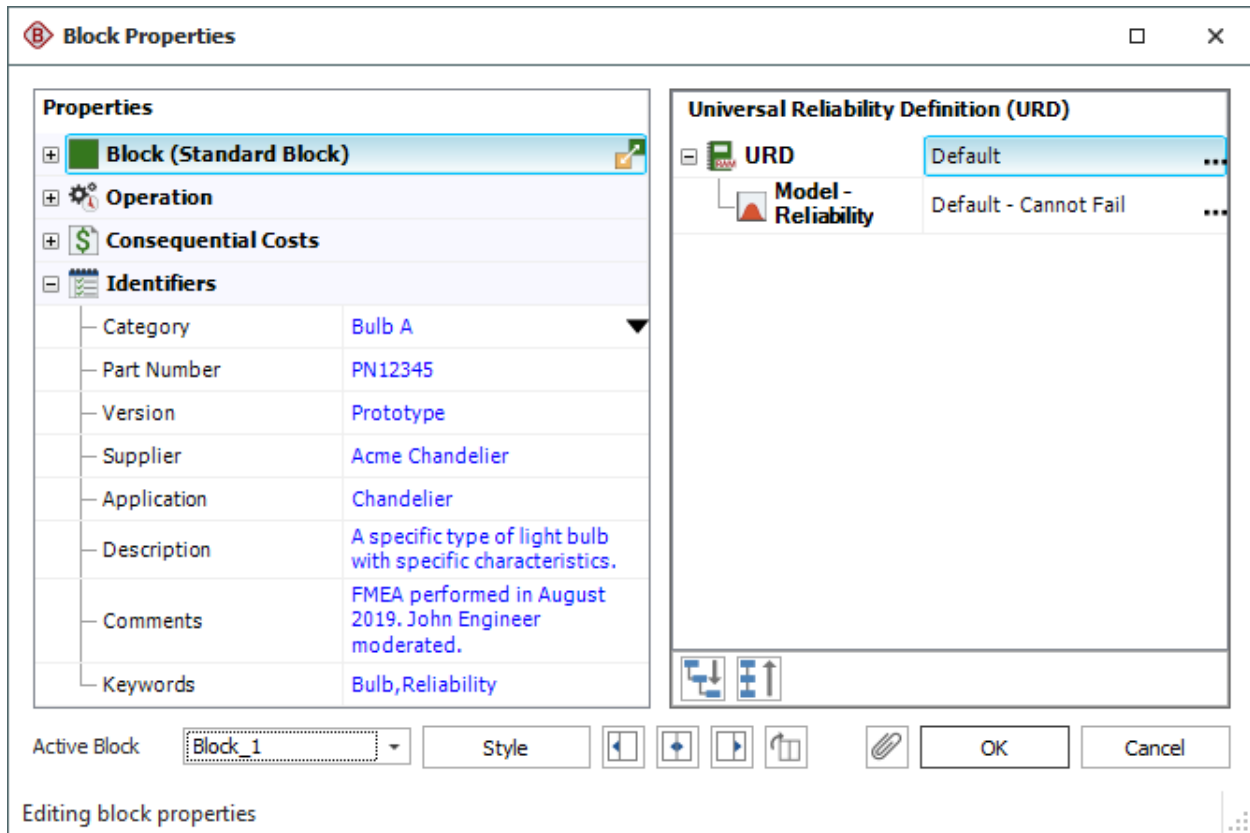 Block Properties
Properties
Block (Standard Block)
Operation
Consequential Costs
Identifiers
Category Bulb A
Part Number PN12345
Version Prototype
Supplier Acme Chandelier
Application Chandelier
Description A specific type of light bulb
with specific characteristics.
Comments FMEA performed in August
2019. John Engineer
moderated.
Keywords Bulb,Reliability
Universal Reliability Definition (URD)
URD Default ...
Model -
Reliability Default - Cannot Fail ...
Active Block Block_1 Style OK Cancel
Editing block properties